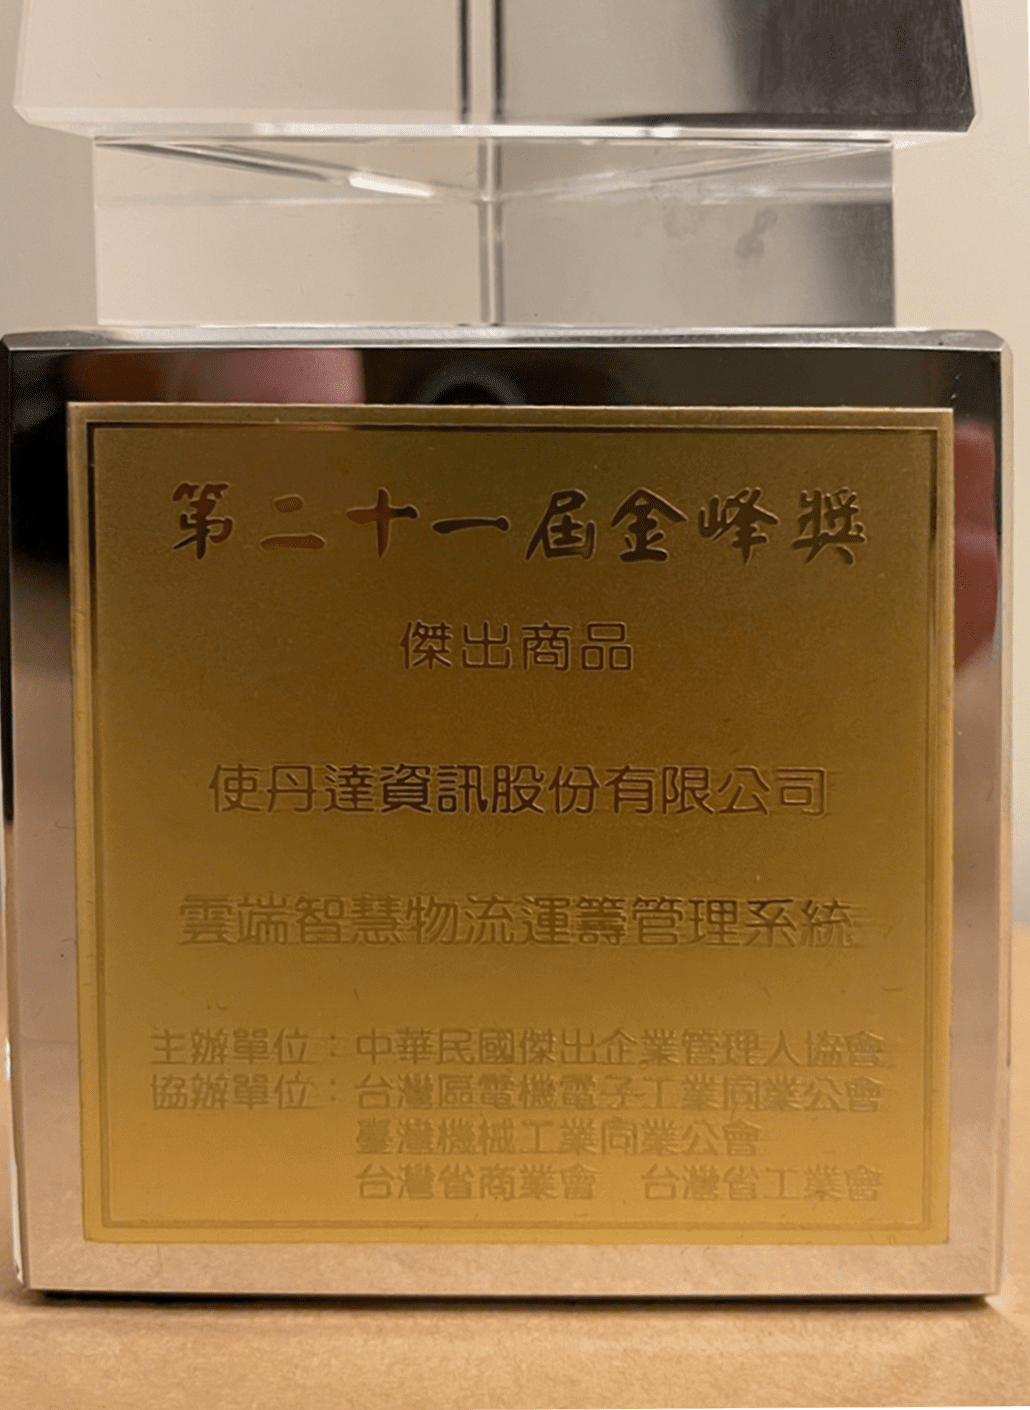 第二十一屆金峰獎
傑出商品
使丹達資訊股份有限公司
雲端智慧物流運籌管理系統
主辦單位：中華民國傑出企業管理人協會
協辦單位：台灣區電機電子工業同業公會
臺灣機械工業同業公會
台灣省商業會 台灣省工業會